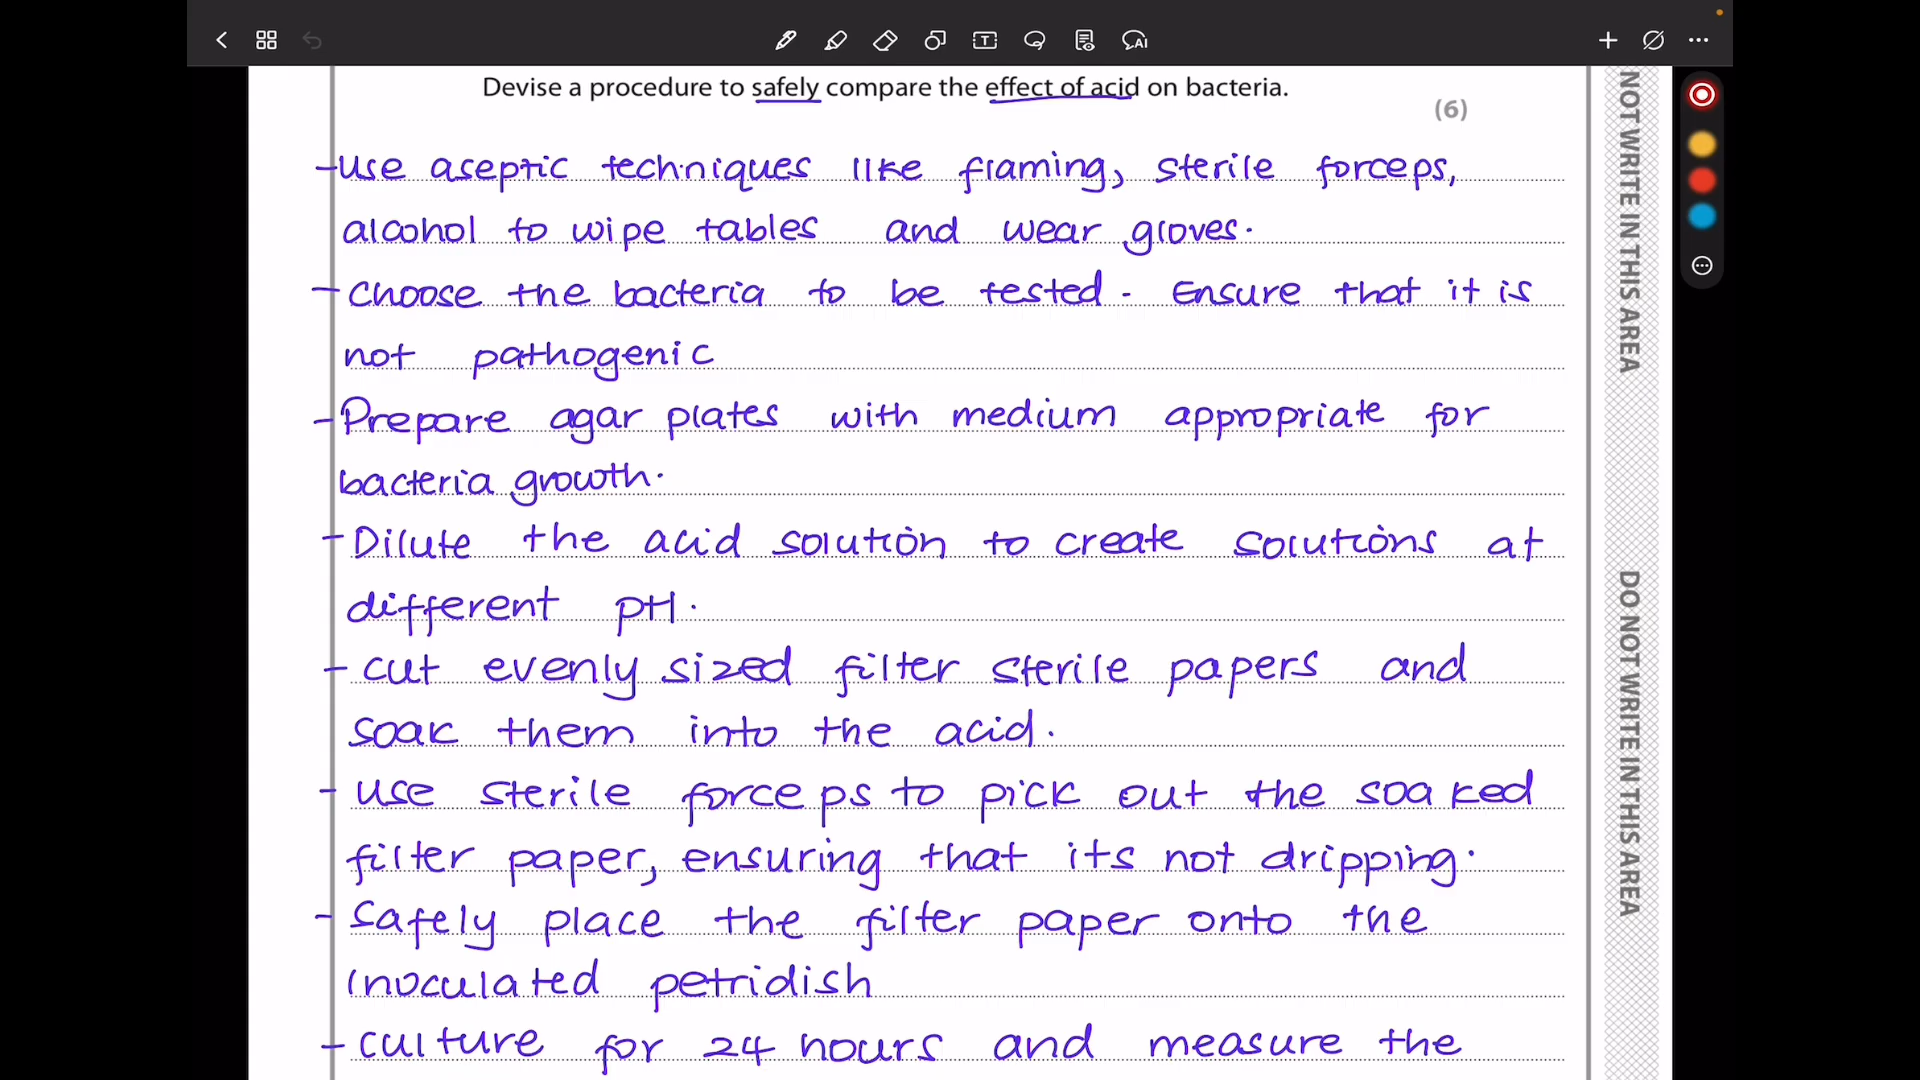 Devise a procedure to safely compare the effect of acid on bacteria.
(6)
-Use aseptic techniques like flaming, sterile forceps,
alcohol to wipe tables and wear gloves.
- Choose the bacteria to be tested. Ensure that it is
not pathogenic
-Prepare agar plates with medium appropriate for
bacteria growth.
- Dilute the acid solution to create solutions at
different pH.
- cut evenly sized filter sterile papers and
soak them into the acid.
- Use sterile forceps to pick out the soaked
filter paper, ensuring that its not dripping.
- Safely place the filter paper onto the
inoculated petridish
- culture for 24 hours and measure the
NOT WRITE IN THIS AREA
DO NOT WRITE IN THIS AREA
T
AI